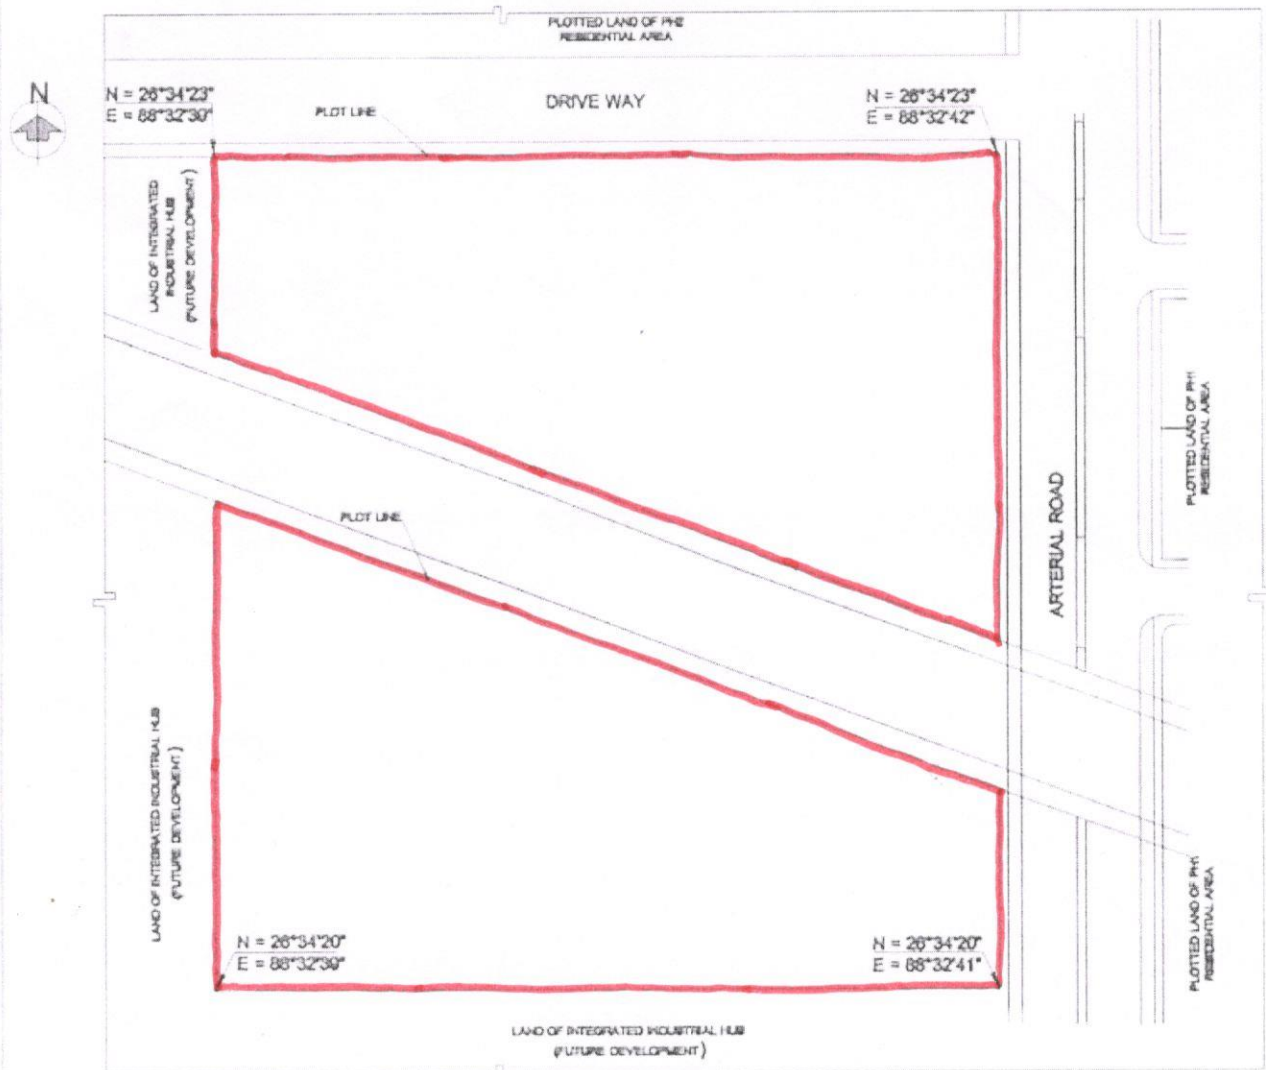 PLOTTED LAND OF PH2
RESIDENTIAL AREA
N
N = 26°34'23"
E = 88°32'39"
PLOT LINE
DRIVE WAY
N = 26°34'23"
E = 88°32'42"
LAND OF INTEGRATED
INDUSTRIAL HUB
(FUTURE DEVELOPMENT)
PLOTTED LAND OF PH1
RESIDENTIAL AREA
ARTERIAL ROAD
PLOT LINE
LAND OF INTEGRATED INDUSTRIAL HUB
(FUTURE DEVELOPMENT)
PLOTTED LAND OF PH1
RESIDENTIAL AREA
N = 26°34'20"
E = 88°32'39"
N = 26°34'20"
E = 88°32'41"
LAND OF INTEGRATED INDUSTRIAL HUB
(FUTURE DEVELOPMENT)